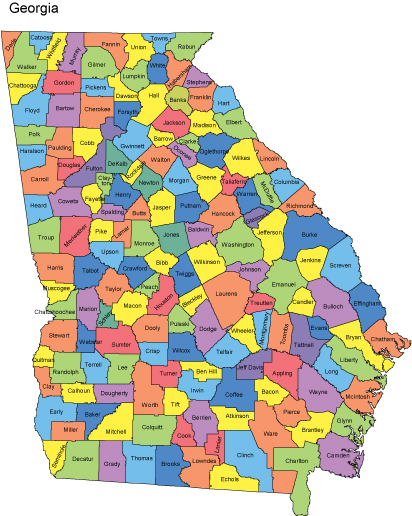 Georgia
Dade
Catoosa
Whitfield
Murray
Fannin
Union
Towns
Rabun
Walker
Gilmer
Lumpkin
White
Habersham
Stephens
Chattooga
Gordon
Pickens
Dawson
Hall
Banks
Franklin
Hart
Floyd
Bartow
Cherokee
Forsyth
Jackson
Madison
Elbert
Polk
Paulding
Cobb
Gwinnett
Barrow
Clarke
Oconee
Oglethorpe
Wilkes
Lincoln
Haralson
Douglas
Fulton
DeKalb
Rockdale
Walton
Morgan
Greene
Taliaferro
McDuffie
Columbia
Carroll
Clay-
ton
Newton
Warren
Richmond
Heard
Coweta
Fayette
Henry
Spalding
Butts
Jasper
Putnam
Hancock
Glascock
Jefferson
Burke
Troup
Meriwether
Pike
Lamar
Monroe
Jones
Baldwin
Washington
Upson
Harris
Talbot
Crawford
Bibb
Twiggs
Wilkinson
Johnson
Jenkins
Screven
Emanuel
Muscogee
Taylor
Peach
Houston
Bleckley
Laurens
Treutlen
Candler
Bulloch
Effingham
Chattahoochee
Marion
Schley
Macon
Dooly
Pulaski
Dodge
Wheeler
Montgomery
Toombs
Tattnall
Evans
Bryan
Chatham
Stewart
Webster
Sumter
Crisp
Wilcox
Telfair
Liberty
Quitman
Randolph
Terrell
Lee
Turner
Ben Hill
Jeff Davis
Appling
Long
Clay
Calhoun
Dougherty
Worth
Tift
Irwin
Coffee
Bacon
Wayne
McIntosh
Early
Baker
Mitchell
Colquitt
Berrien
Atkinson
Pierce
Brantley
Glynn
Miller
Cook
Lanier
Ware
Seminole
Decatur
Grady
Thomas
Brooks
Lowndes
Clinch
Echols
Charlton
Camden